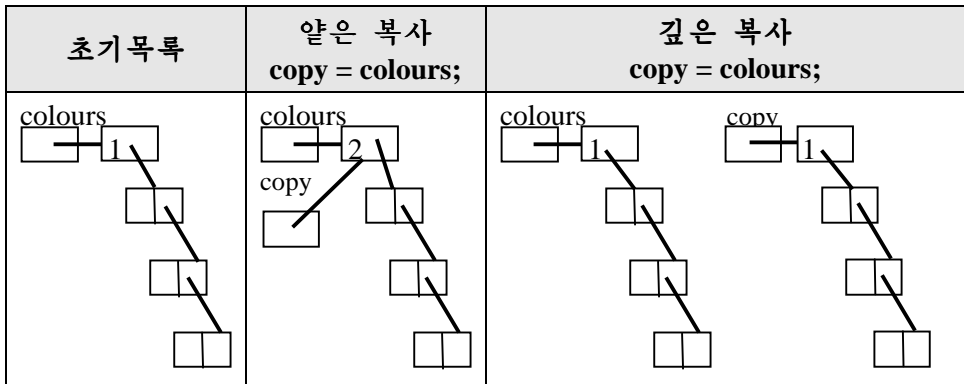 초기목록
얕은 복사
copy = colours;
깊은 복사
copy = colours;
colours
1
colours
2
copy
colours
1
copy
1